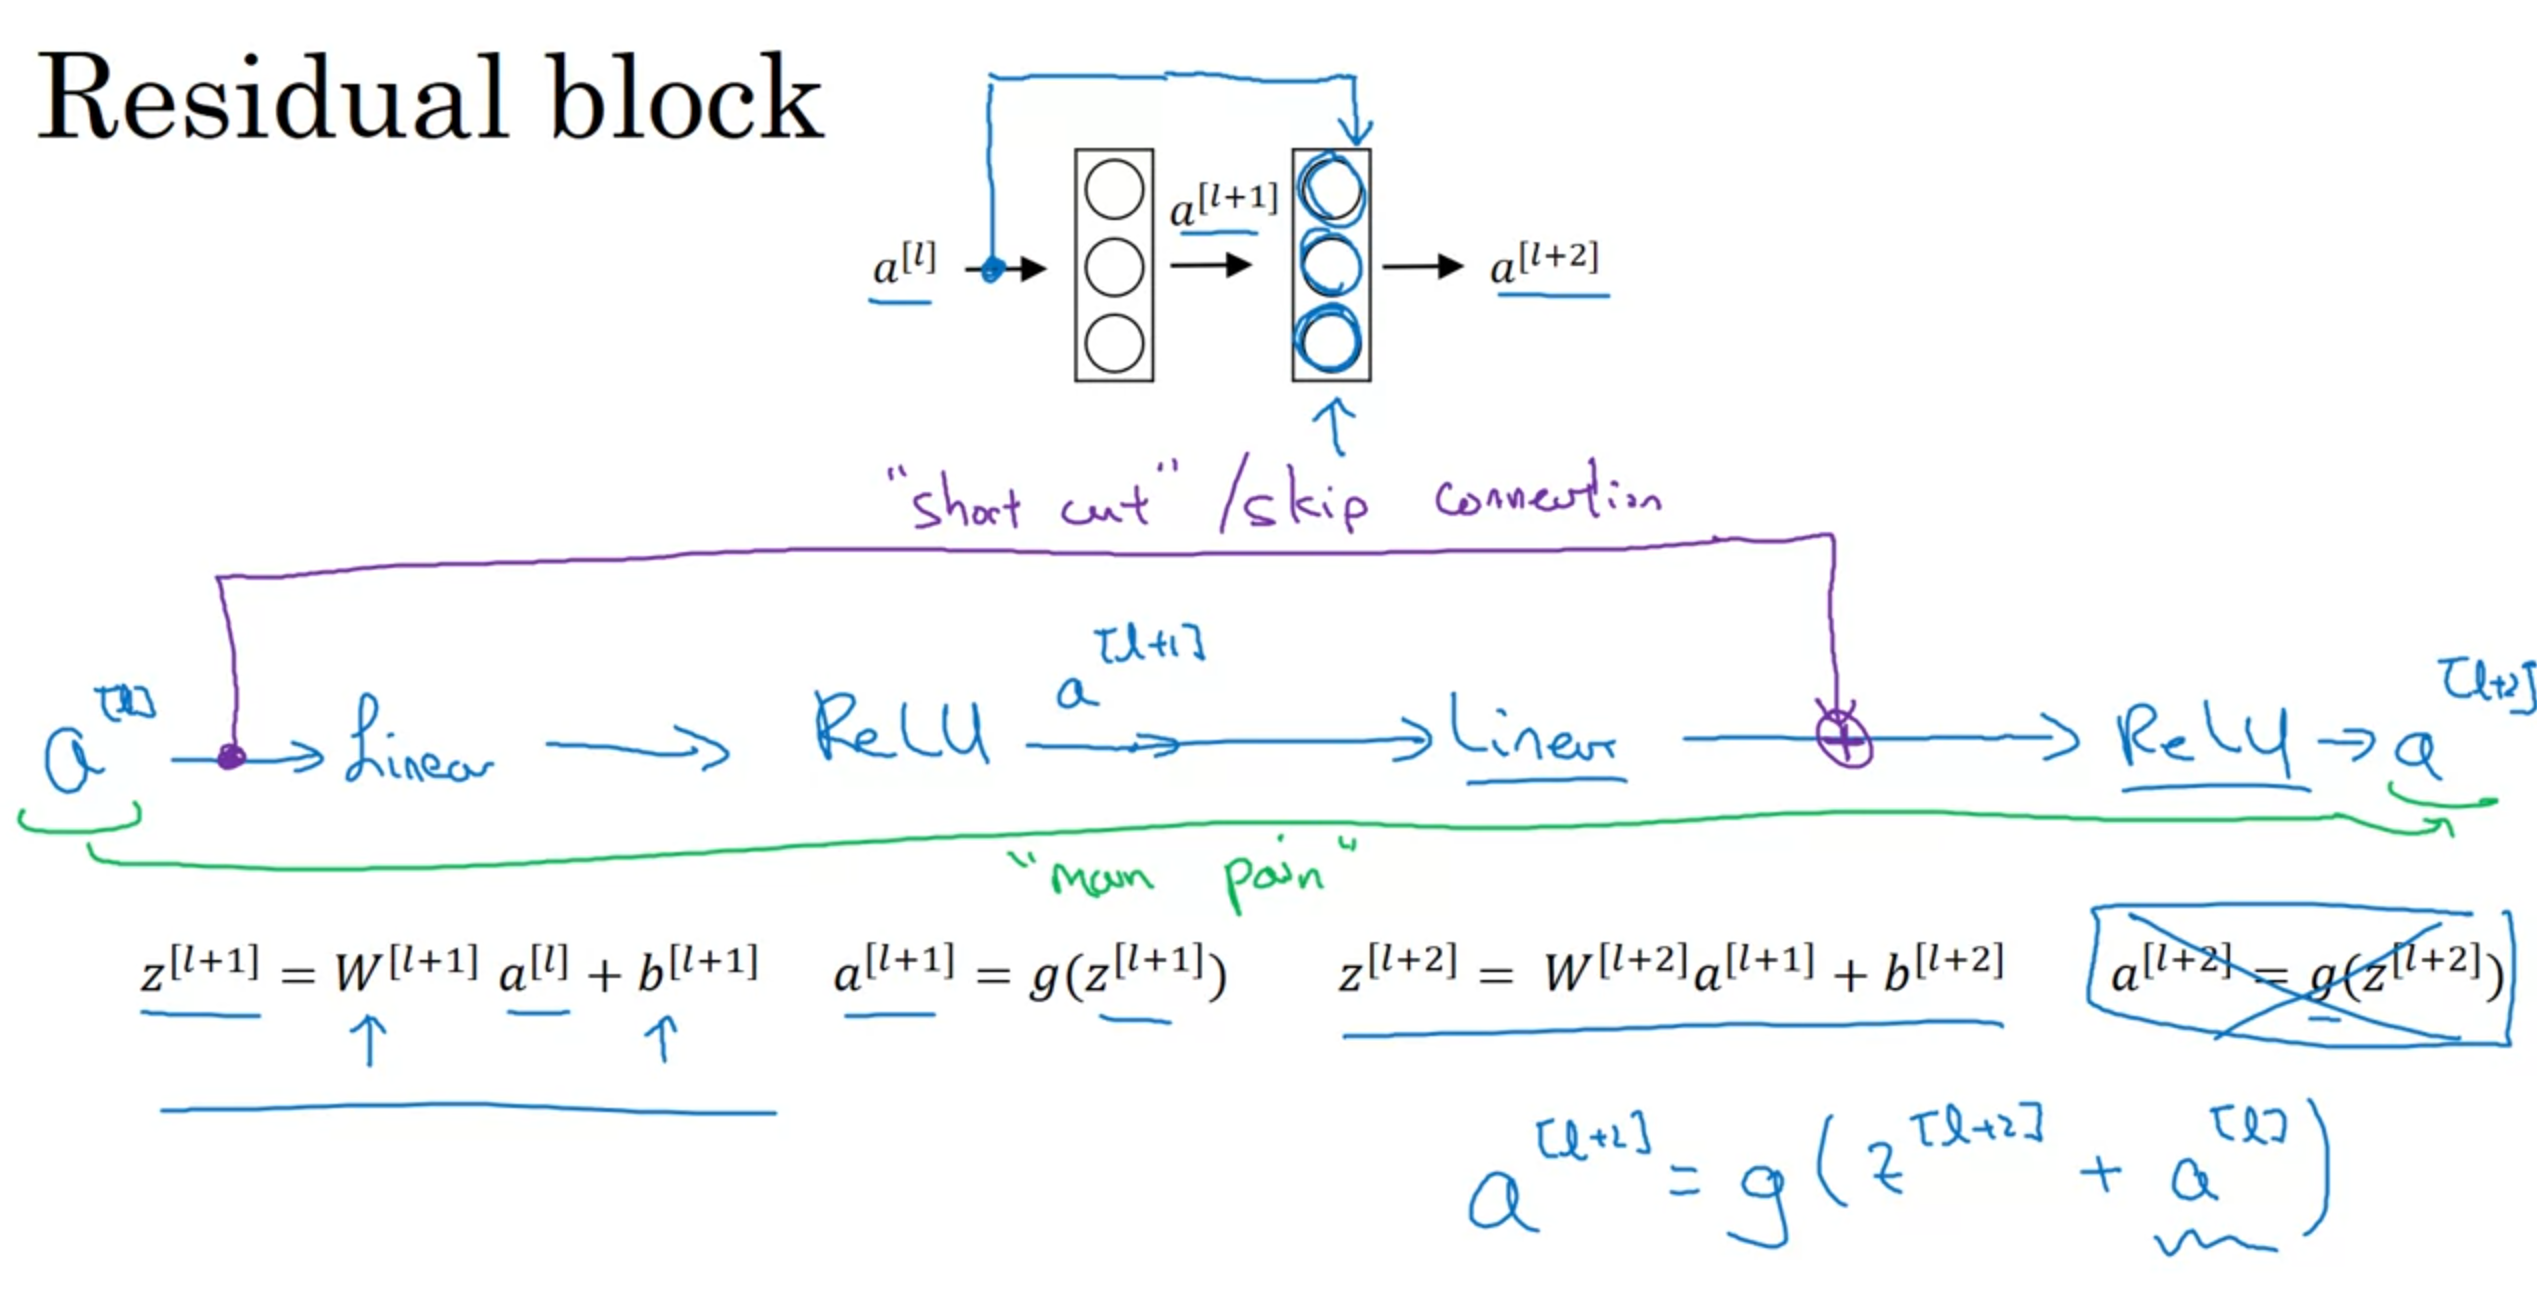 Residual block
a^[l] a^[l+1] a^[l+2]
"short cut" / skip connection
a^[l] → Linear → ReLU a^[l+1] → Linear ⊕ → ReLU → a^[l+2]
"main
z^[l+1] = W^[l+1] a^[l] + b^[l+1] a^[l+1] = g(z^[l+1]) z^[l+2] = W^[l+2]a^[l+1] + b^[l+2] a^[l+2] = g(z^[l+2])
a^[l+2] = g(z^[l+2] + a^[l])